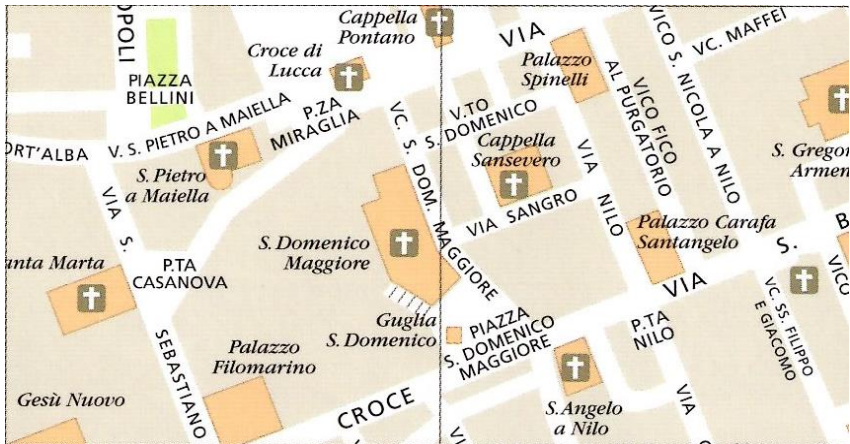 OPOLI
Cappella
Pontano
VIA
Croce di
Lucca
Palazzo
Spinelli
VICO S. NICOLA A NILO
VC. MAFFEI
PIAZZA
BELLINI
P.ZA
MIRAGLIA
V.TO
S. DOMENICO
VICO FICO
AL PURGATORIO
ORT'ALBA
V. S. PIETRO A MAIELLA
VC. S. DOM. MAGGIORE
Cappella
Sansevero
VIA
NILO
S. Gregor
Armen
S. Pietro
a Maiella
VIA S.
SEBASTIANO
VIA SANGRO
Palazzo Carafa
Santangelo
S. Domenico
Maggiore
anta Marta
P.TA
CASANOVA
VIA
S.
B
VICO
VC. SS. FILIPPO
E GIACOMO
Guglia
S. Domenico
PIAZZA
S. DOMENICO
MAGGIORE
P.TA
NILO
Palazzo
Filomarino
Gesù Nuovo
CROCE
S. Angelo
a Nilo
VIA